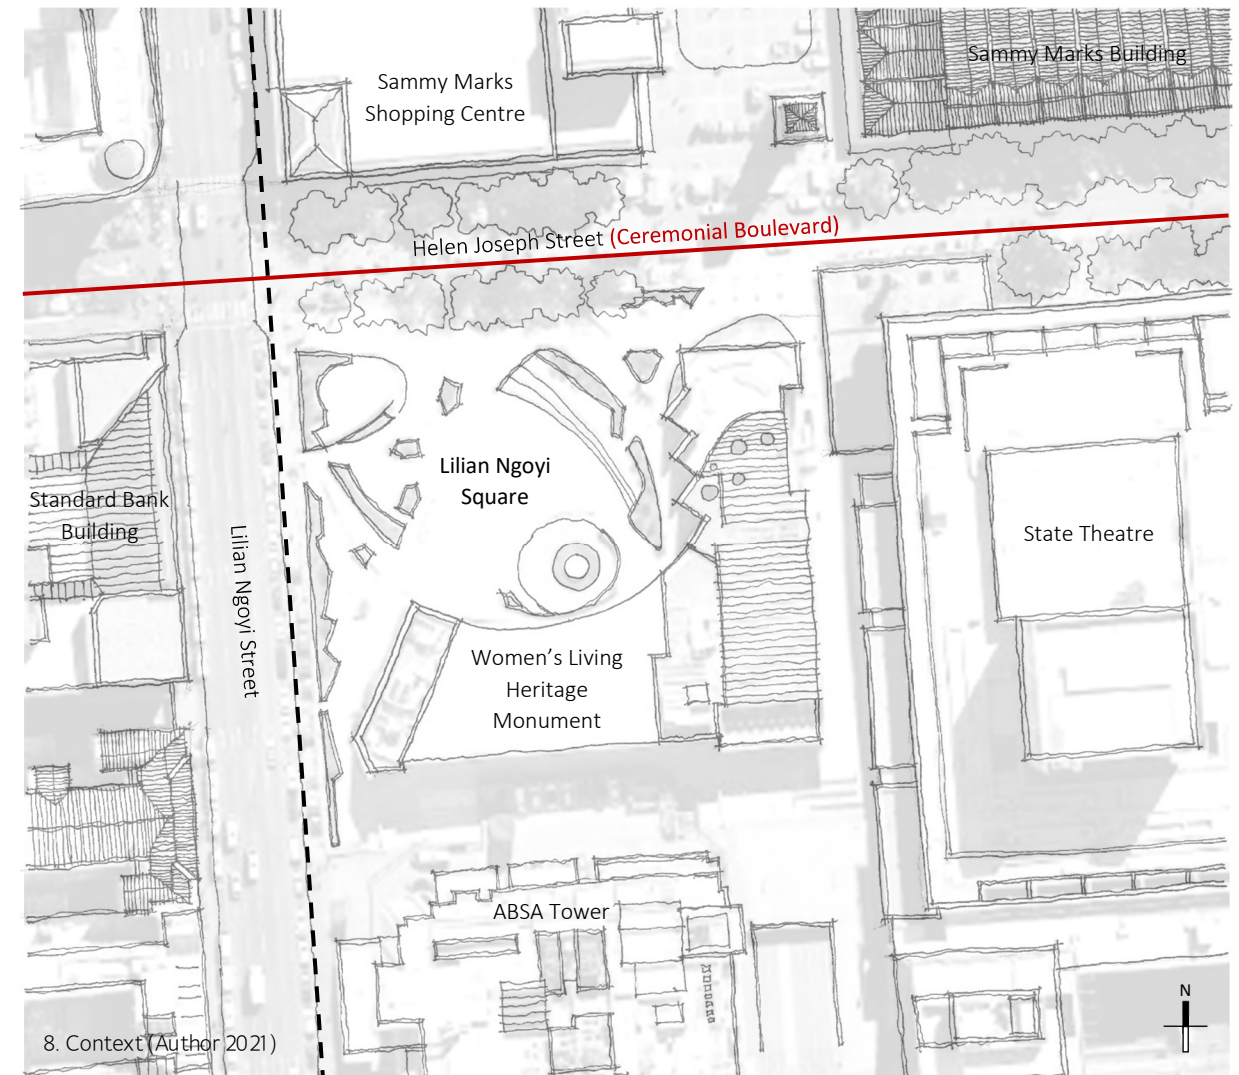 Sammy Marks Building
Sammy Marks
Shopping Centre
Helen Joseph Street (Ceremonial Boulevard)
Lilian Ngoyi
Square
Standard Bank
Building
Lilian Ngoyi Street
State Theatre
Women’s Living
Heritage
Monument
ABSA Tower
N
8. Context (Author 2021)